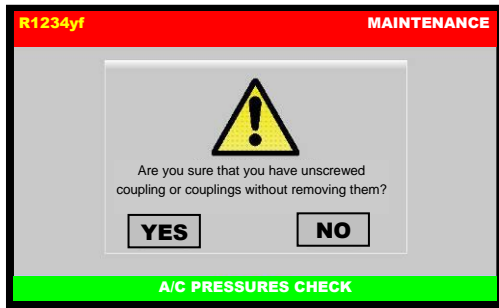 R1234yf MAINTENANCE
Are you sure that you have unscrewed
coupling or couplings without removing them?
YES NO
A/C PRESSURES CHECK